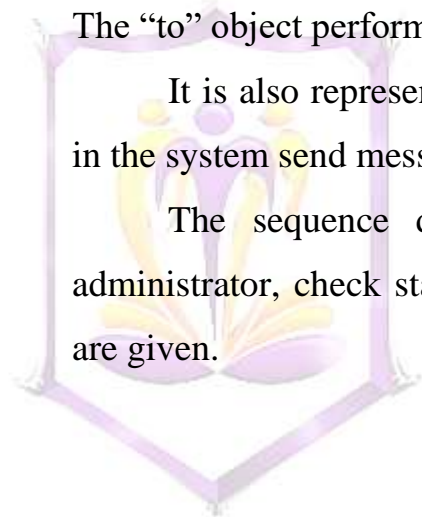 The “to” object perform
It is also represe
in the system send mess
The sequence
administrator, check sta
are given.